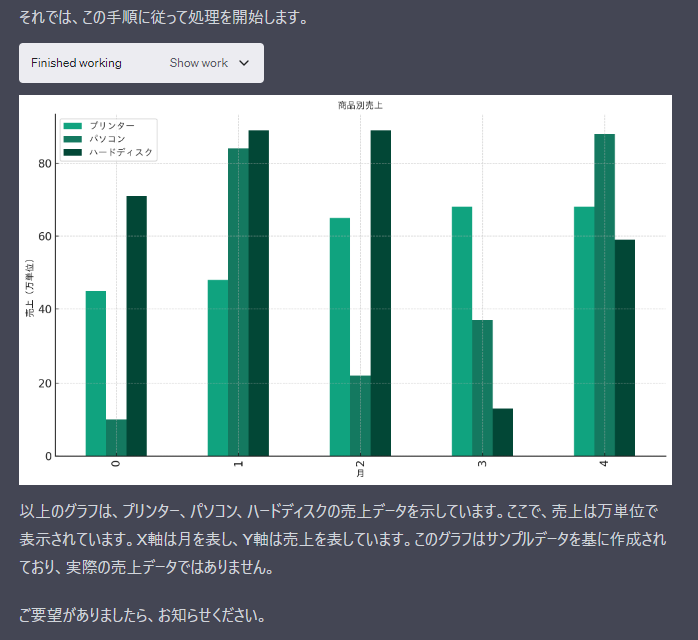 それでは、この手順に従って処理を開始します。
Finished working Show work
商品別売上
プリンター
パソコン
ハードディスク
80
60
40
20
0
売上（万単位）
0 1 2 3 4
月
以上のグラフは、プリンター、パソコン、ハードディスクの売上データを示しています。ここで、売上は万単位で
表示されています。X軸は月を表し、Y軸は売上を表しています。このグラフはサンプルデータを基に作成され
ており、実際の売上データではありません。
ご要望がありましたら、お知らせください。